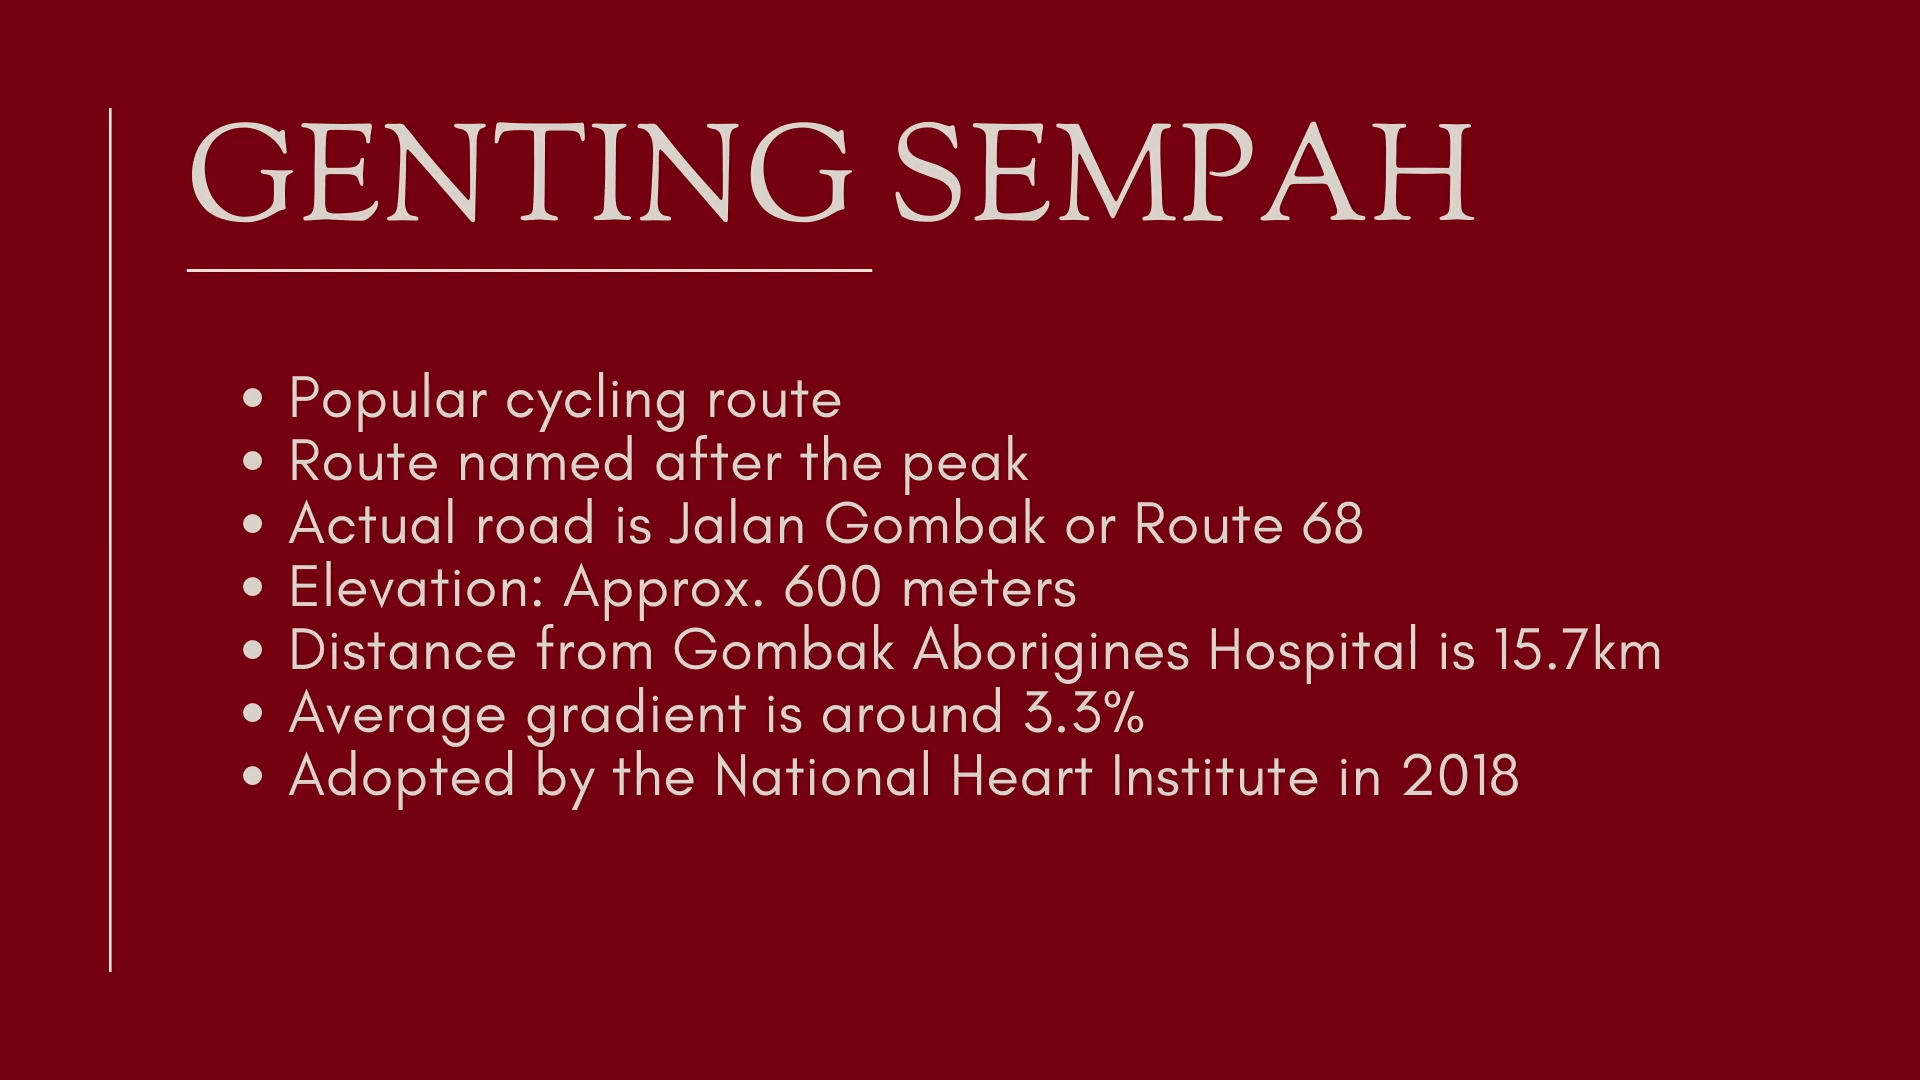 GENTING SEMPAH
• Popular cycling route
• Route named after the peak
• Actual road is Jalan Gombak or Route 68
• Elevation: Approx. 600 meters
• Distance from Gombak Aborigines Hospital is 15.7km
• Average gradient is around 3.3%
• Adopted by the National Heart Institute in 2018